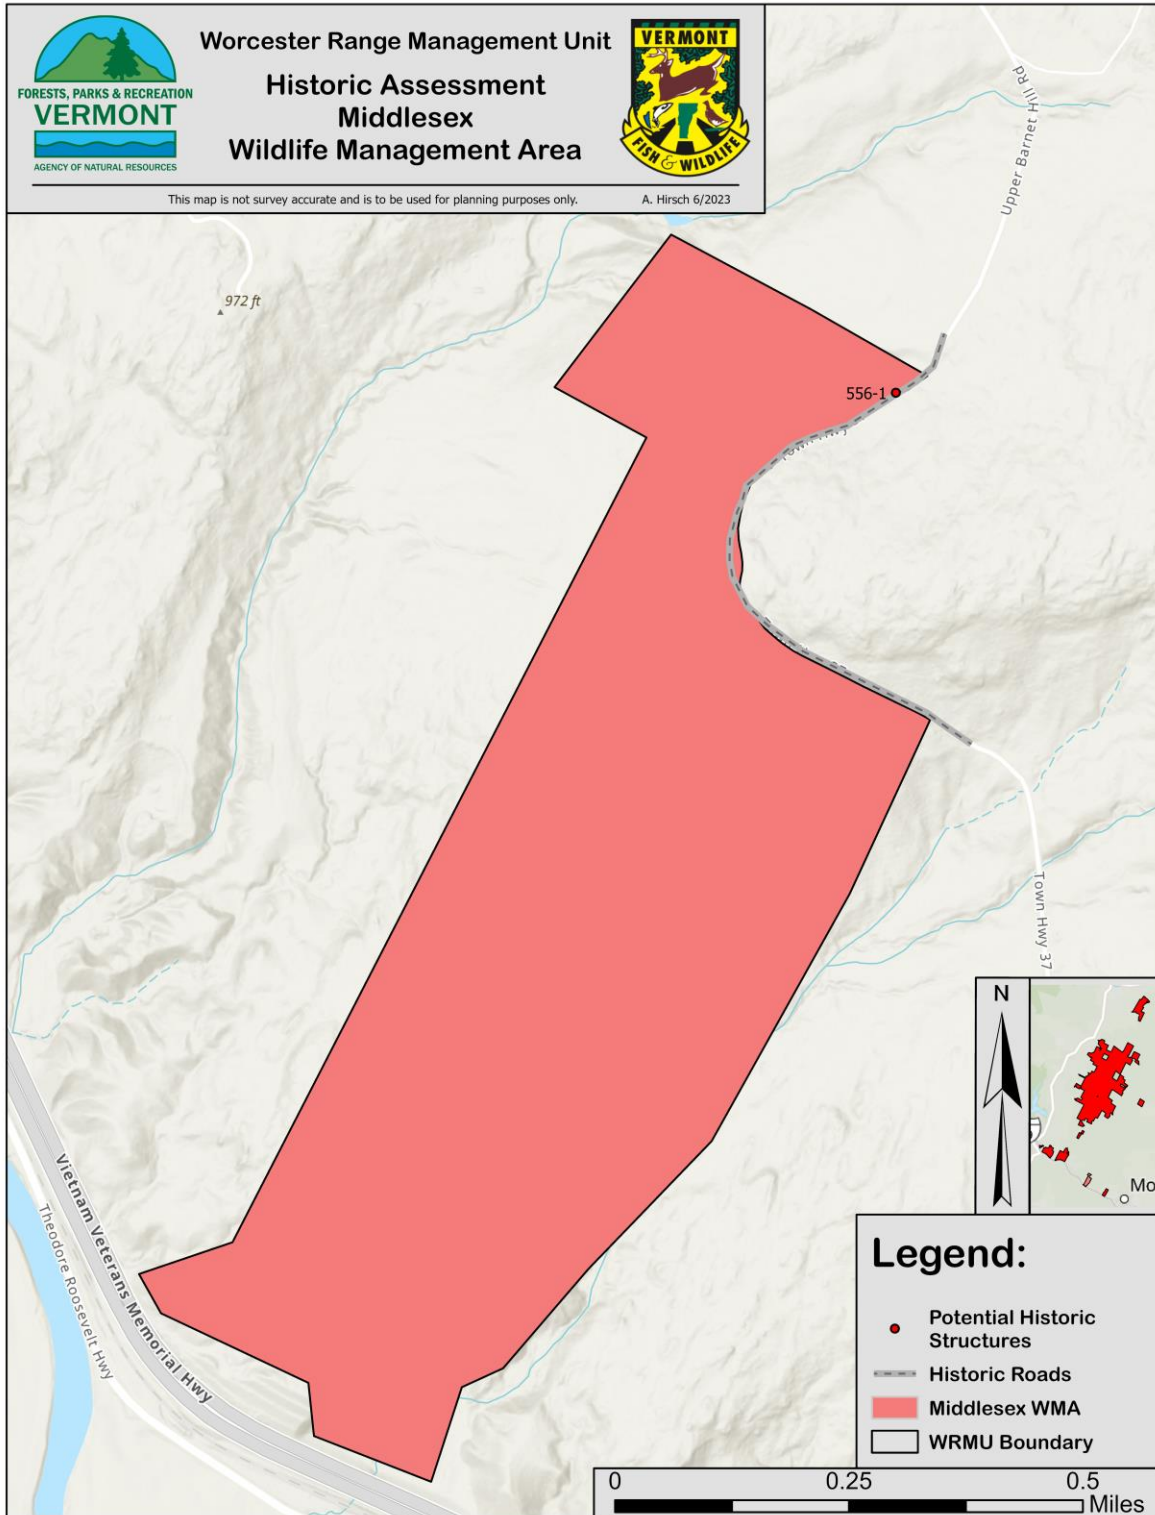 Worcester Range Management Unit
Historic Assessment
Middlesex
Wildlife Management Area
FORESTS, PARKS & RECREATION
VERMONT
AGENCY OF NATURAL RESOURCES
VERMONT
FISH & WILDLIFE
This map is not survey accurate and is to be used for planning purposes only.
A. Hirsch 6/2023
Upper Barnet Hill Rd
972 ft
556-1
Town Hwy 37
N
Vietnam Veterans Memorial Hwy
Theodore Roosevelt Hwy
Mo
Legend:
Potential Historic
Structures
Historic Roads
Middlesex WMA
WRMU Boundary
0 0.25 0.5
Miles